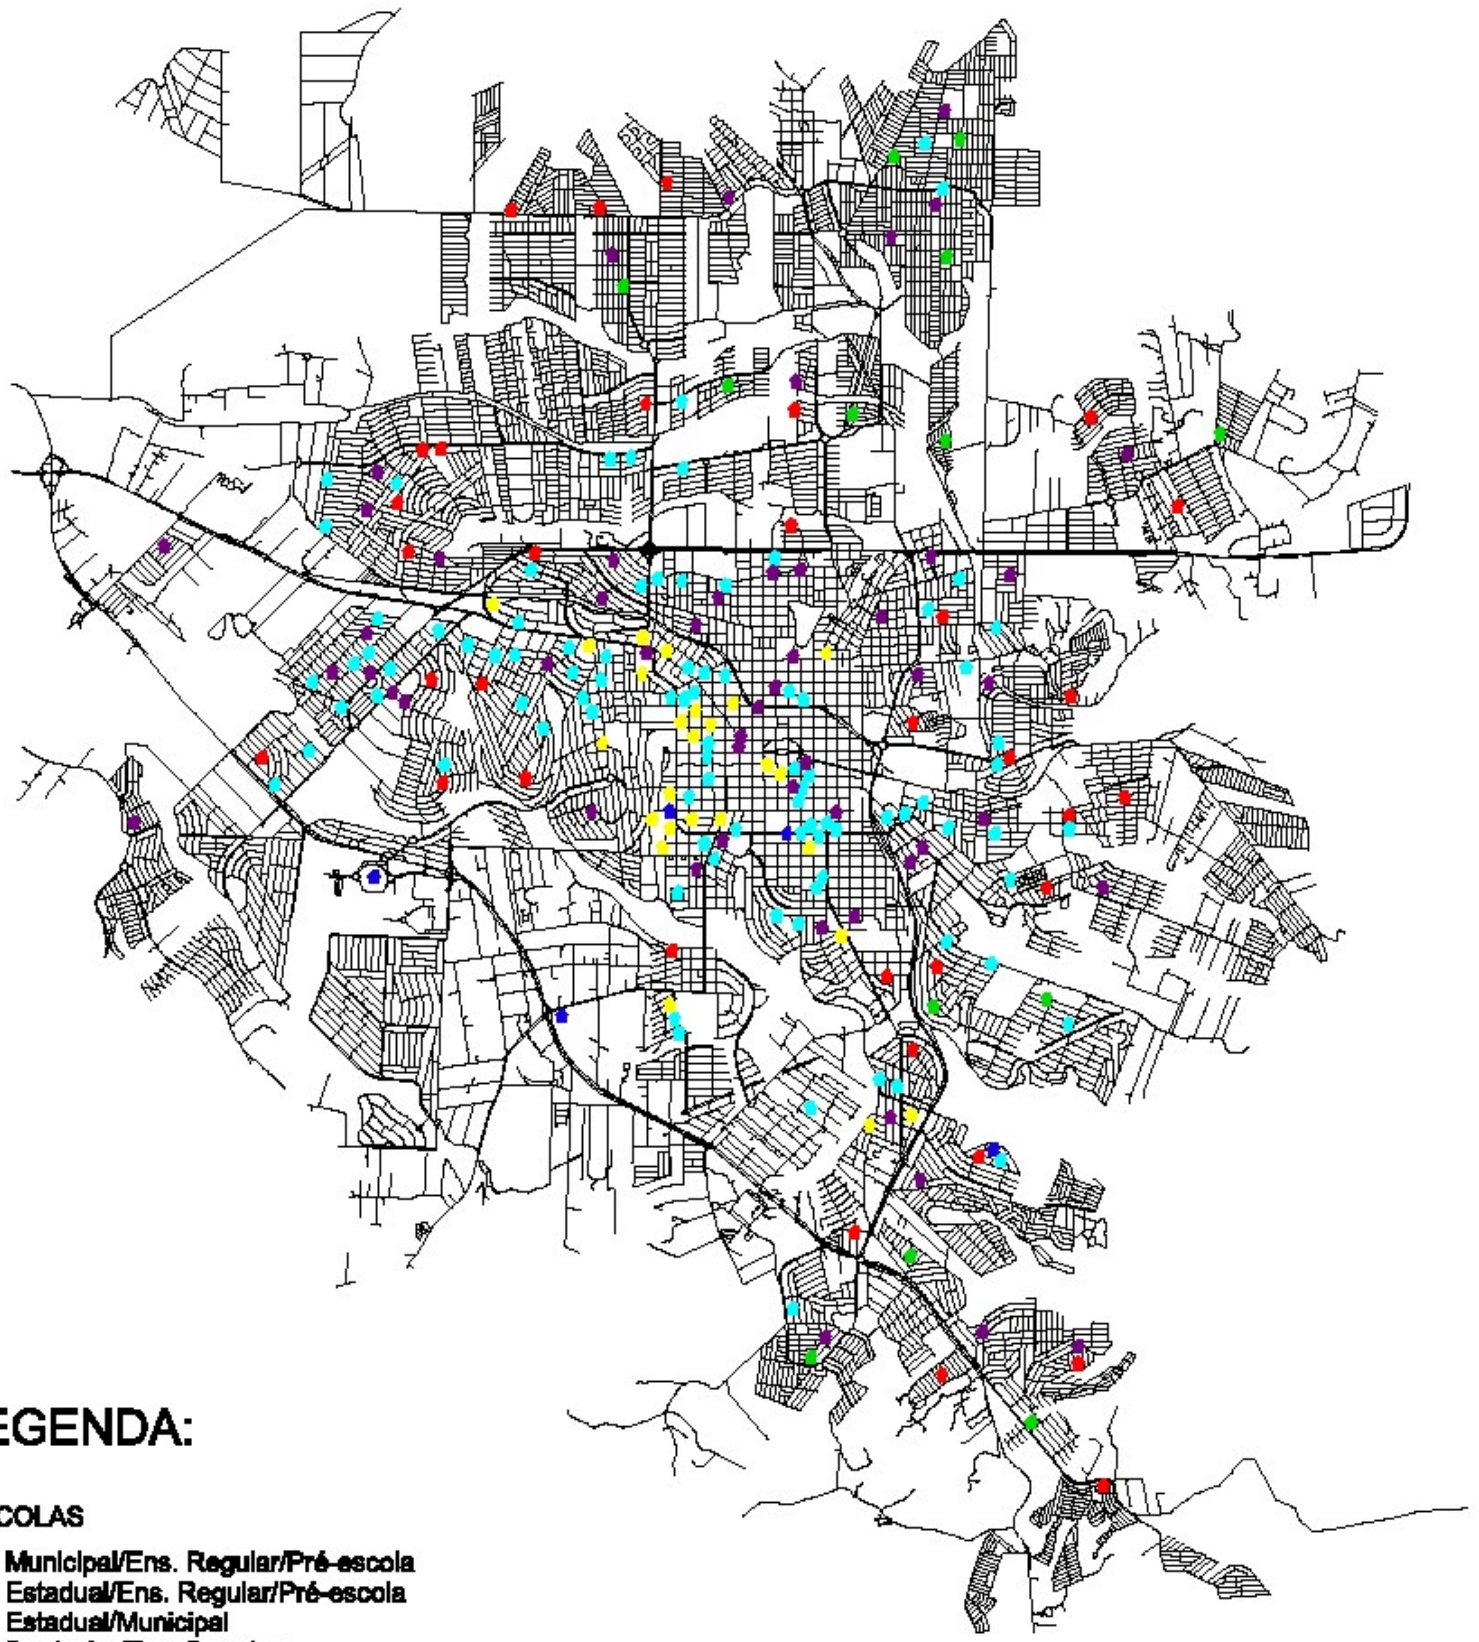 EGENDA:
COLAS
Municipal/Ens. Regular/Pré-escola
Estadual/Ens. Regular/Pré-escola
Estadual/Municipal